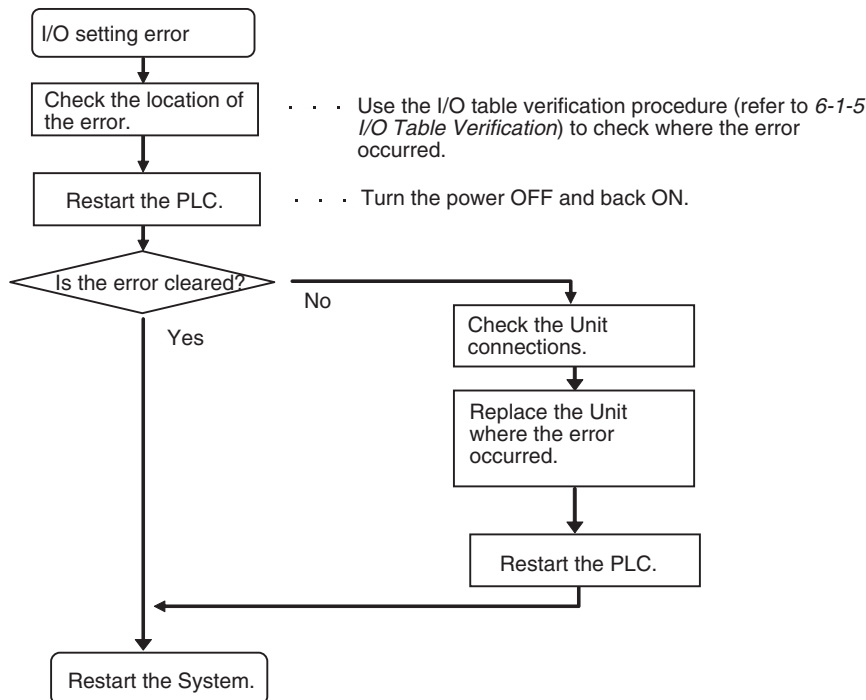 I/O setting error
Check the location of
the error.
· · · Use the I/O table verification procedure (refer to 6-1-5
I/O Table Verification) to check where the error
occurred.
Restart the PLC.
· · · Turn the power OFF and back ON.
Is the error cleared?
No
Yes
Check the Unit
connections.
Replace the Unit
where the error
occurred.
Restart the PLC.
Restart the System.